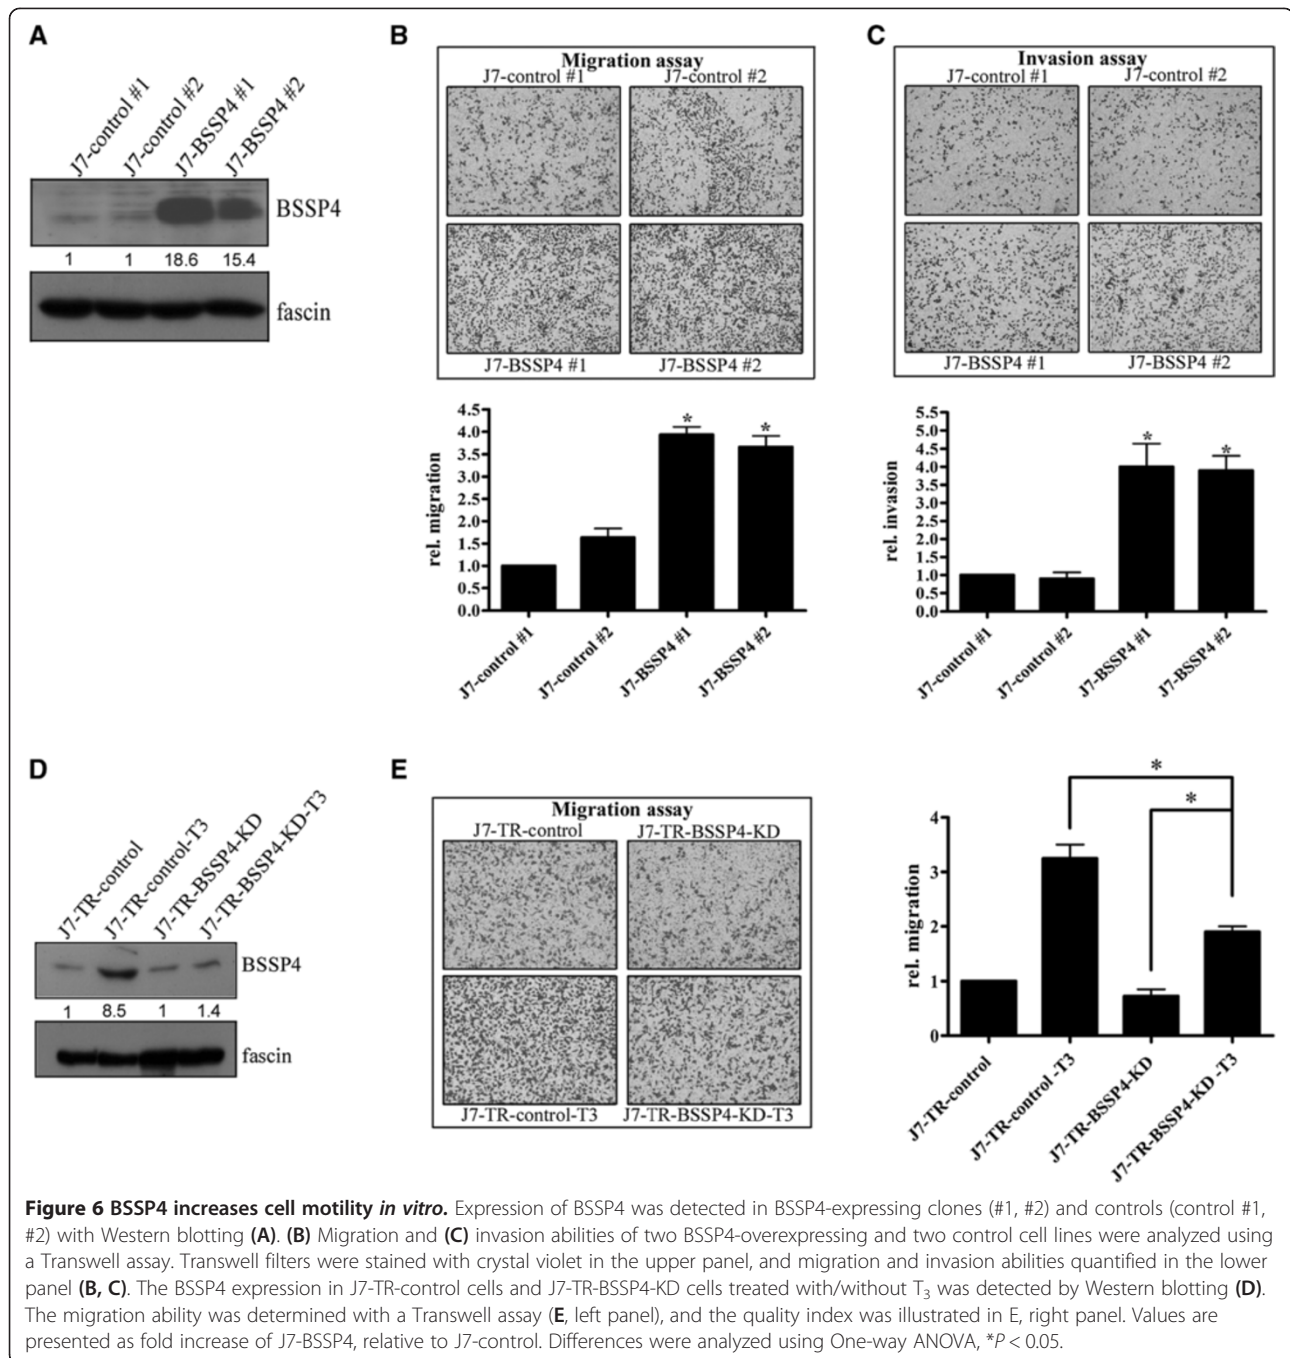 A
J7-control #1
J7-control #2
J7-BSSP4 #1
J7-BSSP4 #2
BSSP4
1 1 18.6 15.4
fascin
B
Migration assay
J7-control #1 J7-control #2
J7-BSSP4 #1 J7-BSSP4 #2
rel. migration
4.5
4.0
3.5
3.0
2.5
2.0
1.5
1.0
0.5
0.0
* *
J7-control #1
J7-control #2
J7-BSSP4 #1
J7-BSSP4 #2
C
Invasion assay
J7-control #1 J7-control #2
J7-BSSP4 #1 J7-BSSP4 #2
rel. invasion
5.5
5.0
4.5
4.0
3.5
3.0
2.5
2.0
1.5
1.0
0.5
0.0
* *
J7-control #1
J7-control #2
J7-BSSP4 #1
J7-BSSP4 #2
D
J7-TR-control
J7-TR-control-T3
J7-TR-BSSP4-KD
J7-TR-BSSP4-KD-T3
BSSP4
1 8.5 1 1.4
fascin
E
Migration assay
J7-TR-control J7-TR-BSSP4-KD
J7-TR-control-T3 J7-TR-BSSP4-KD-T3
rel. migration
4
3
2
1
0
*
*
J7-TR-control
J7-TR-control -T3
J7-TR-BSSP4-KD
J7-TR-BSSP4-KD -T3
Figure 6 BSSP4 increases cell motility in vitro. Expression of BSSP4 was detected in BSSP4-expressing clones (#1, #2) and controls (control #1,
#2) with Western blotting (A). (B) Migration and (C) invasion abilities of two BSSP4-overexpressing and two control cell lines were analyzed using
a Transwell assay. Transwell filters were stained with crystal violet in the upper panel, and migration and invasion abilities quantified in the lower
panel (B, C). The BSSP4 expression in J7-TR-control cells and J7-TR-BSSP4-KD cells treated with/without T₃ was detected by Western blotting (D).
The migration ability was determined with a Transwell assay (E, left panel), and the quality index was illustrated in E, right panel. Values are
presented as fold increase of J7-BSSP4, relative to J7-control. Differences were analyzed using One-way ANOVA, *P < 0.05.